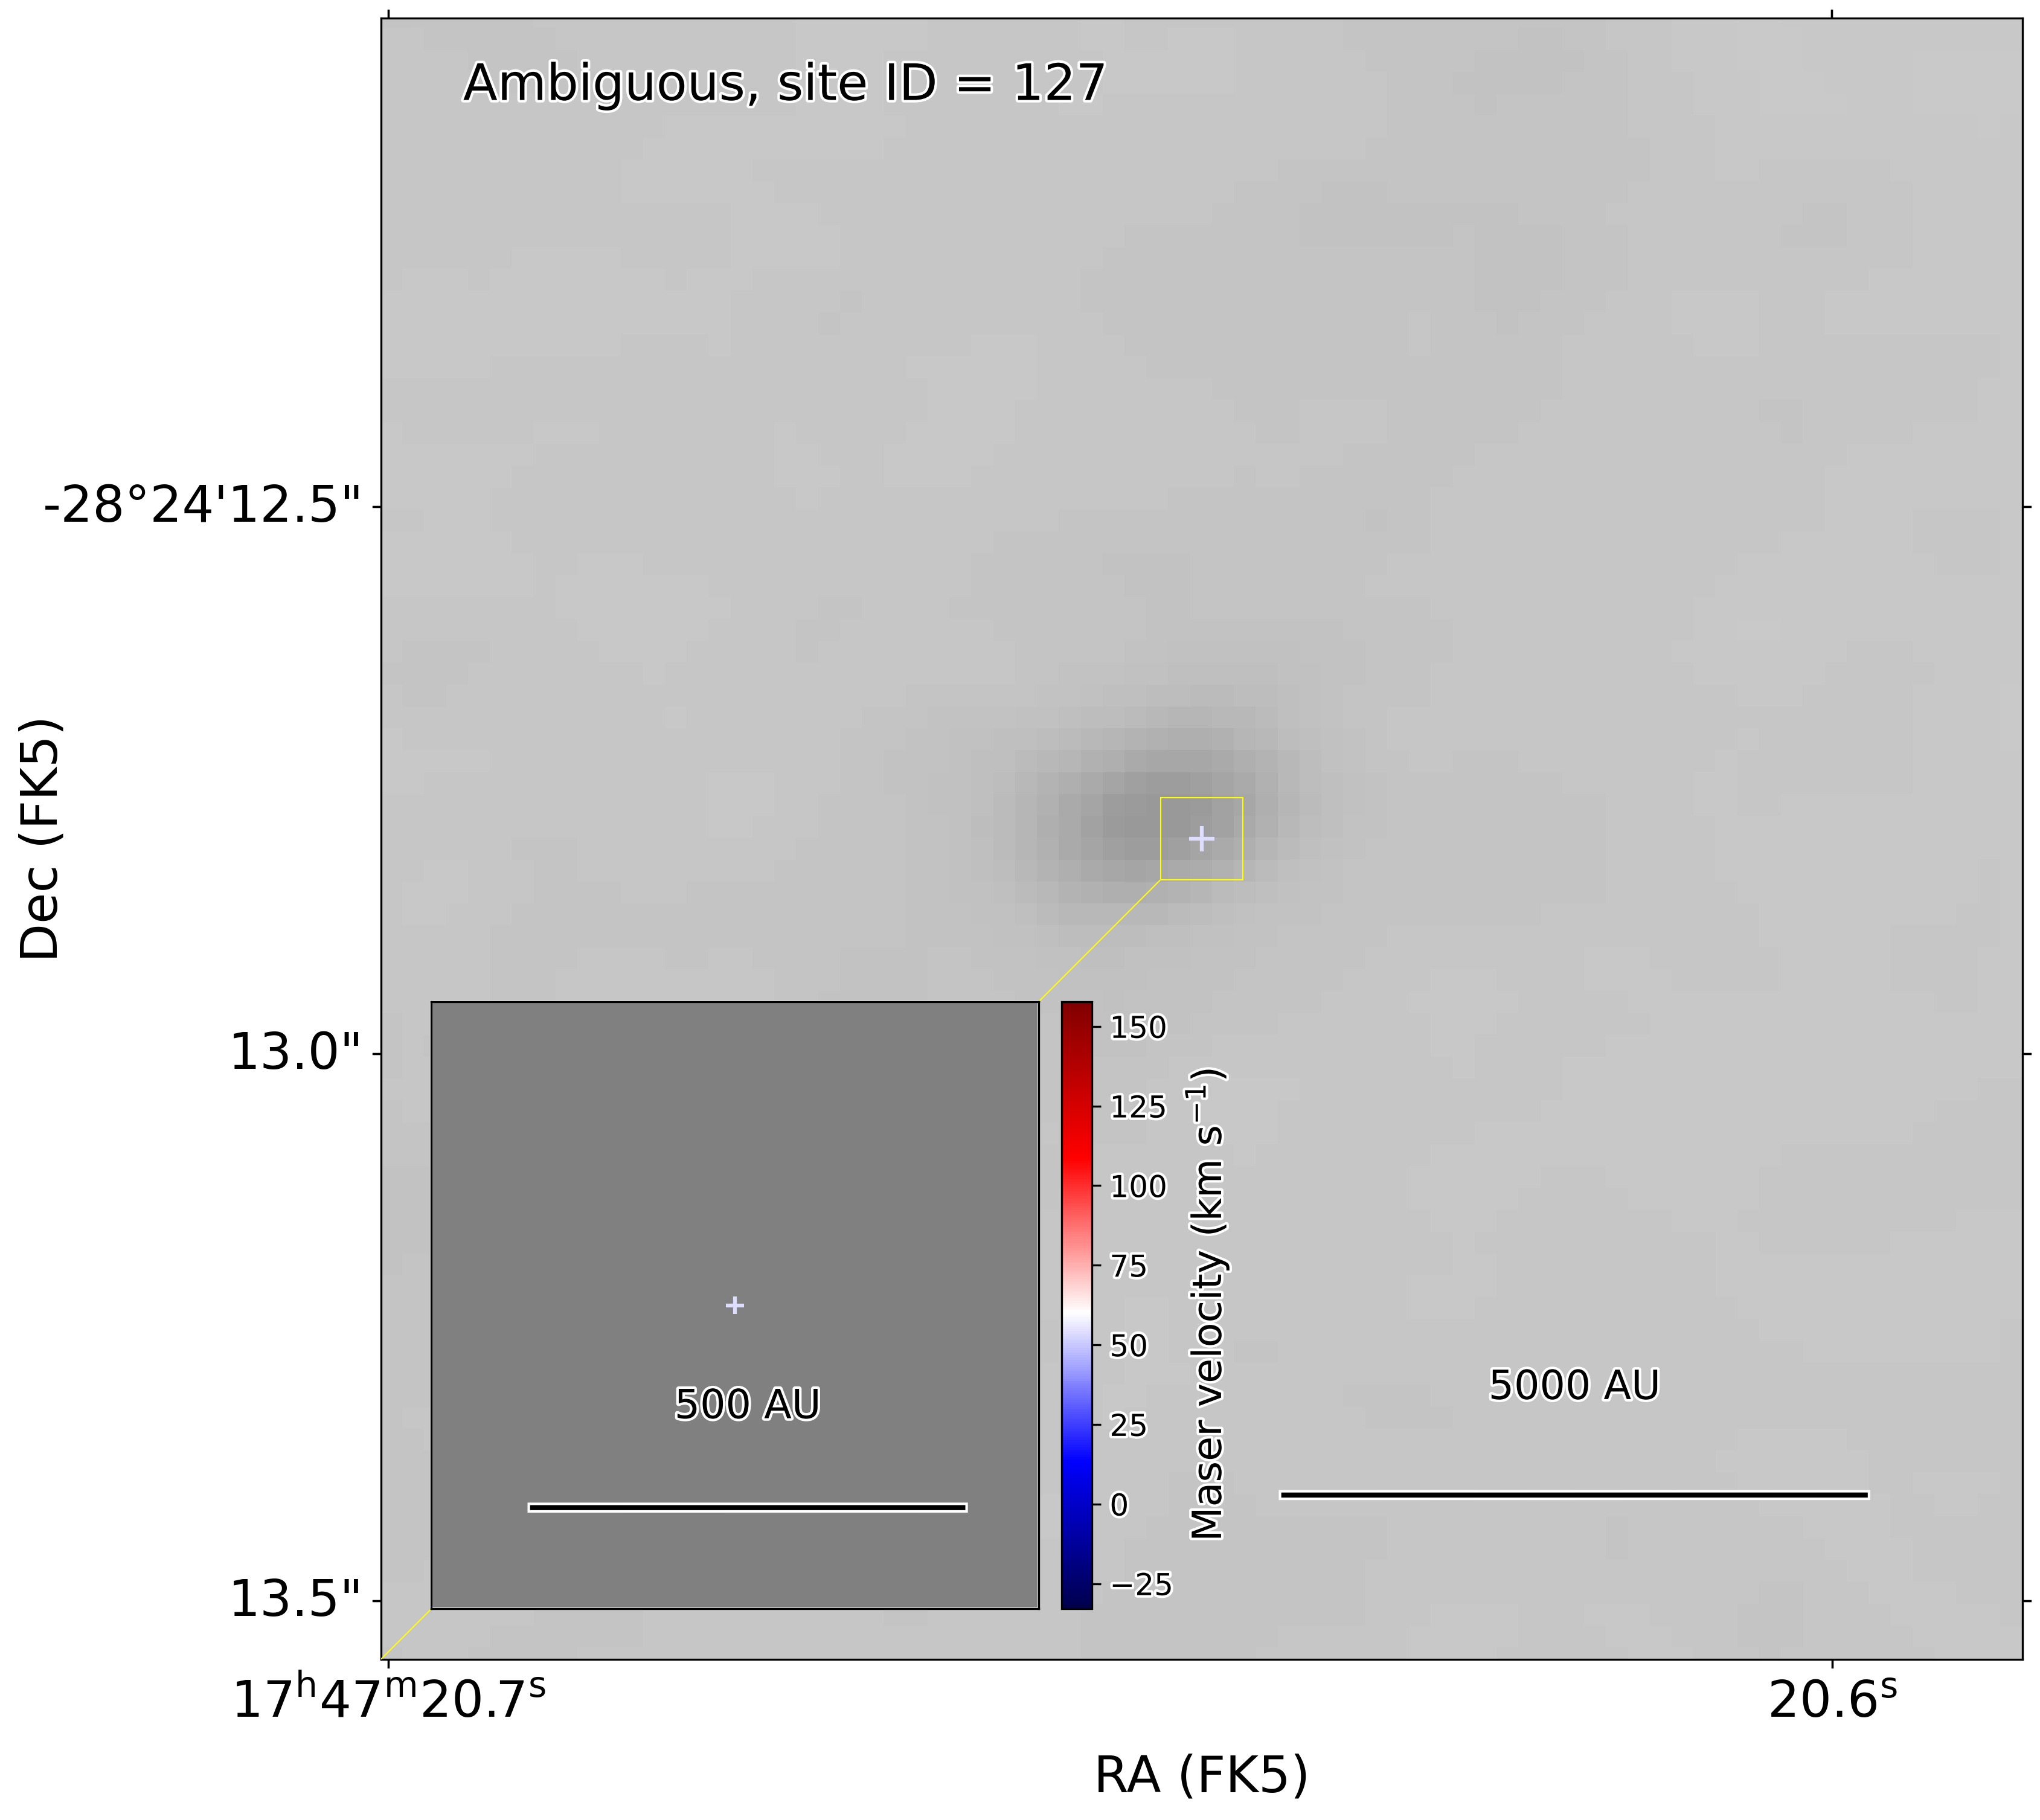 Ambiguous, site ID = 127
-28°24'12.5"
13.0"
13.5"
Dec (FK5)
500 AU
150
125
100
75
50
25
0
−25
Maser velocity (km s⁻¹)
5000 AU
17ʰ47ᵐ20.7ˢ
20.6ˢ
RA (FK5)